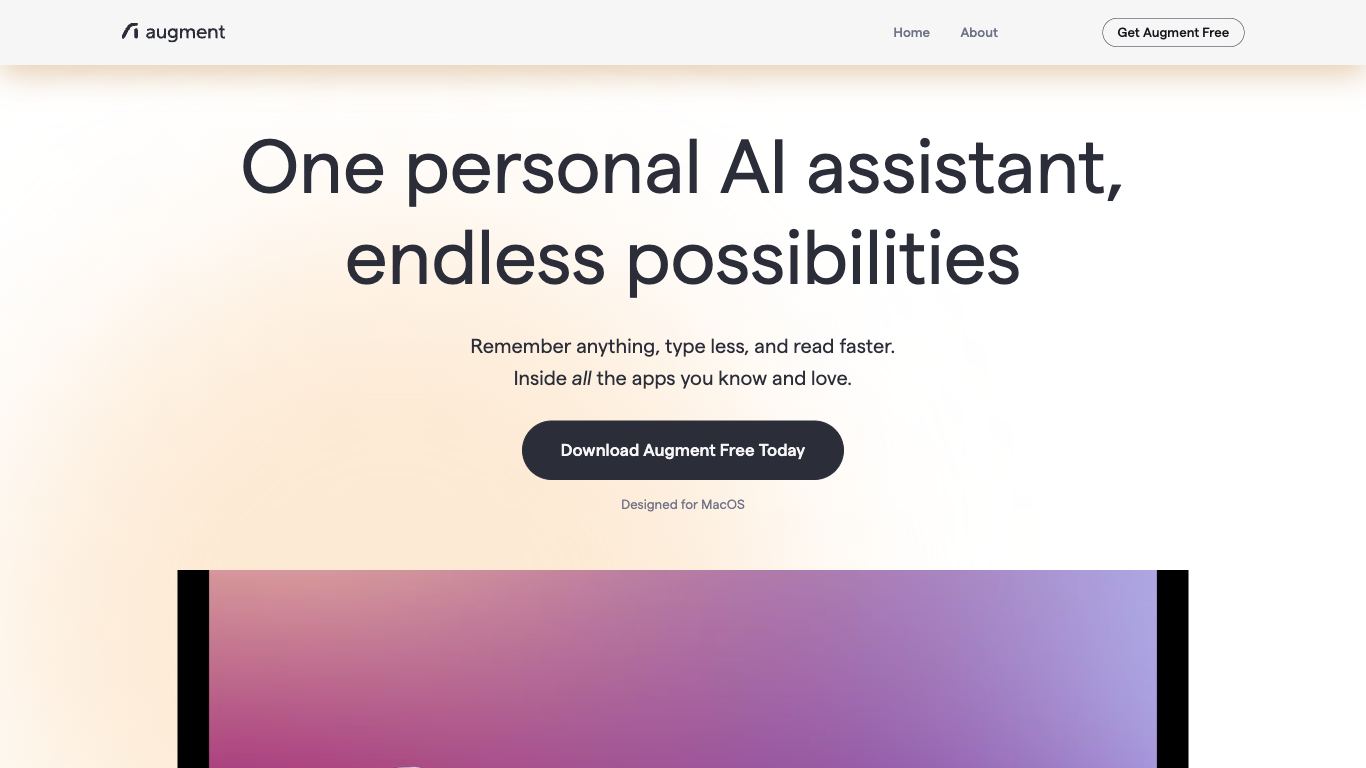 augment
Home
About
Get Augment Free
One personal AI assistant,
endless possibilities
Remember anything, type less, and read faster.
Inside all the apps you know and love.
Download Augment Free Today
Designed for MacOS